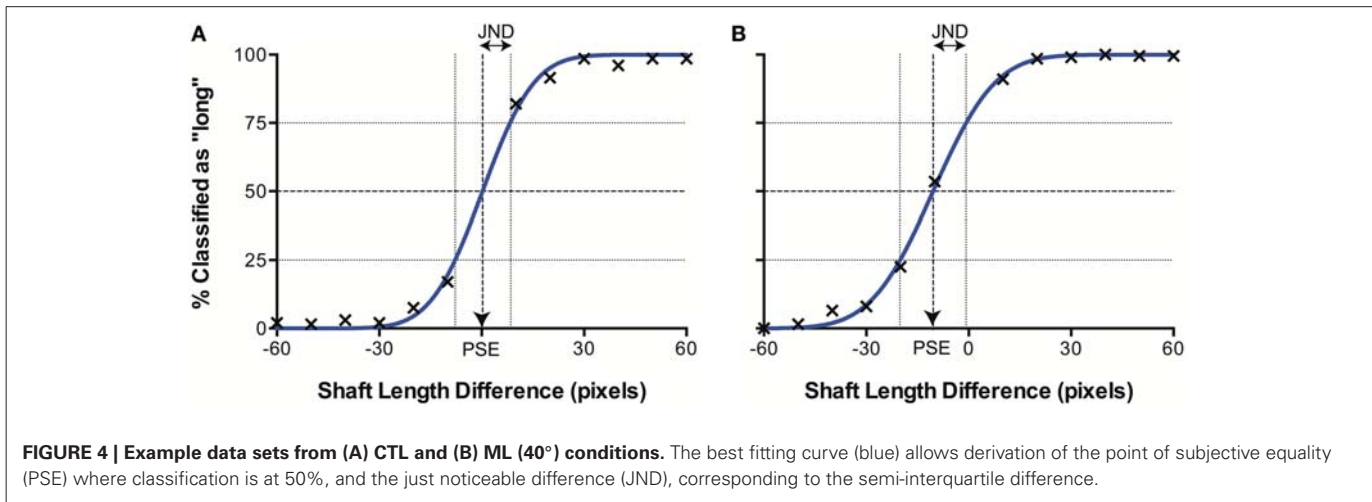 A
JND
B
JND
% Classified as "long"
100
75
50
25
0
-60
-30
PSE
30
60
-60
-30
PSE
0
30
60
Shaft Length Difference (pixels)
Shaft Length Difference (pixels)
FIGURE 4 | Example data sets from (A) CTL and (B) ML (40°) conditions. The best fitting curve (blue) allows derivation of the point of subjective equality
(PSE) where classification is at 50%, and the just noticeable difference (JND), corresponding to the semi-interquartile difference.